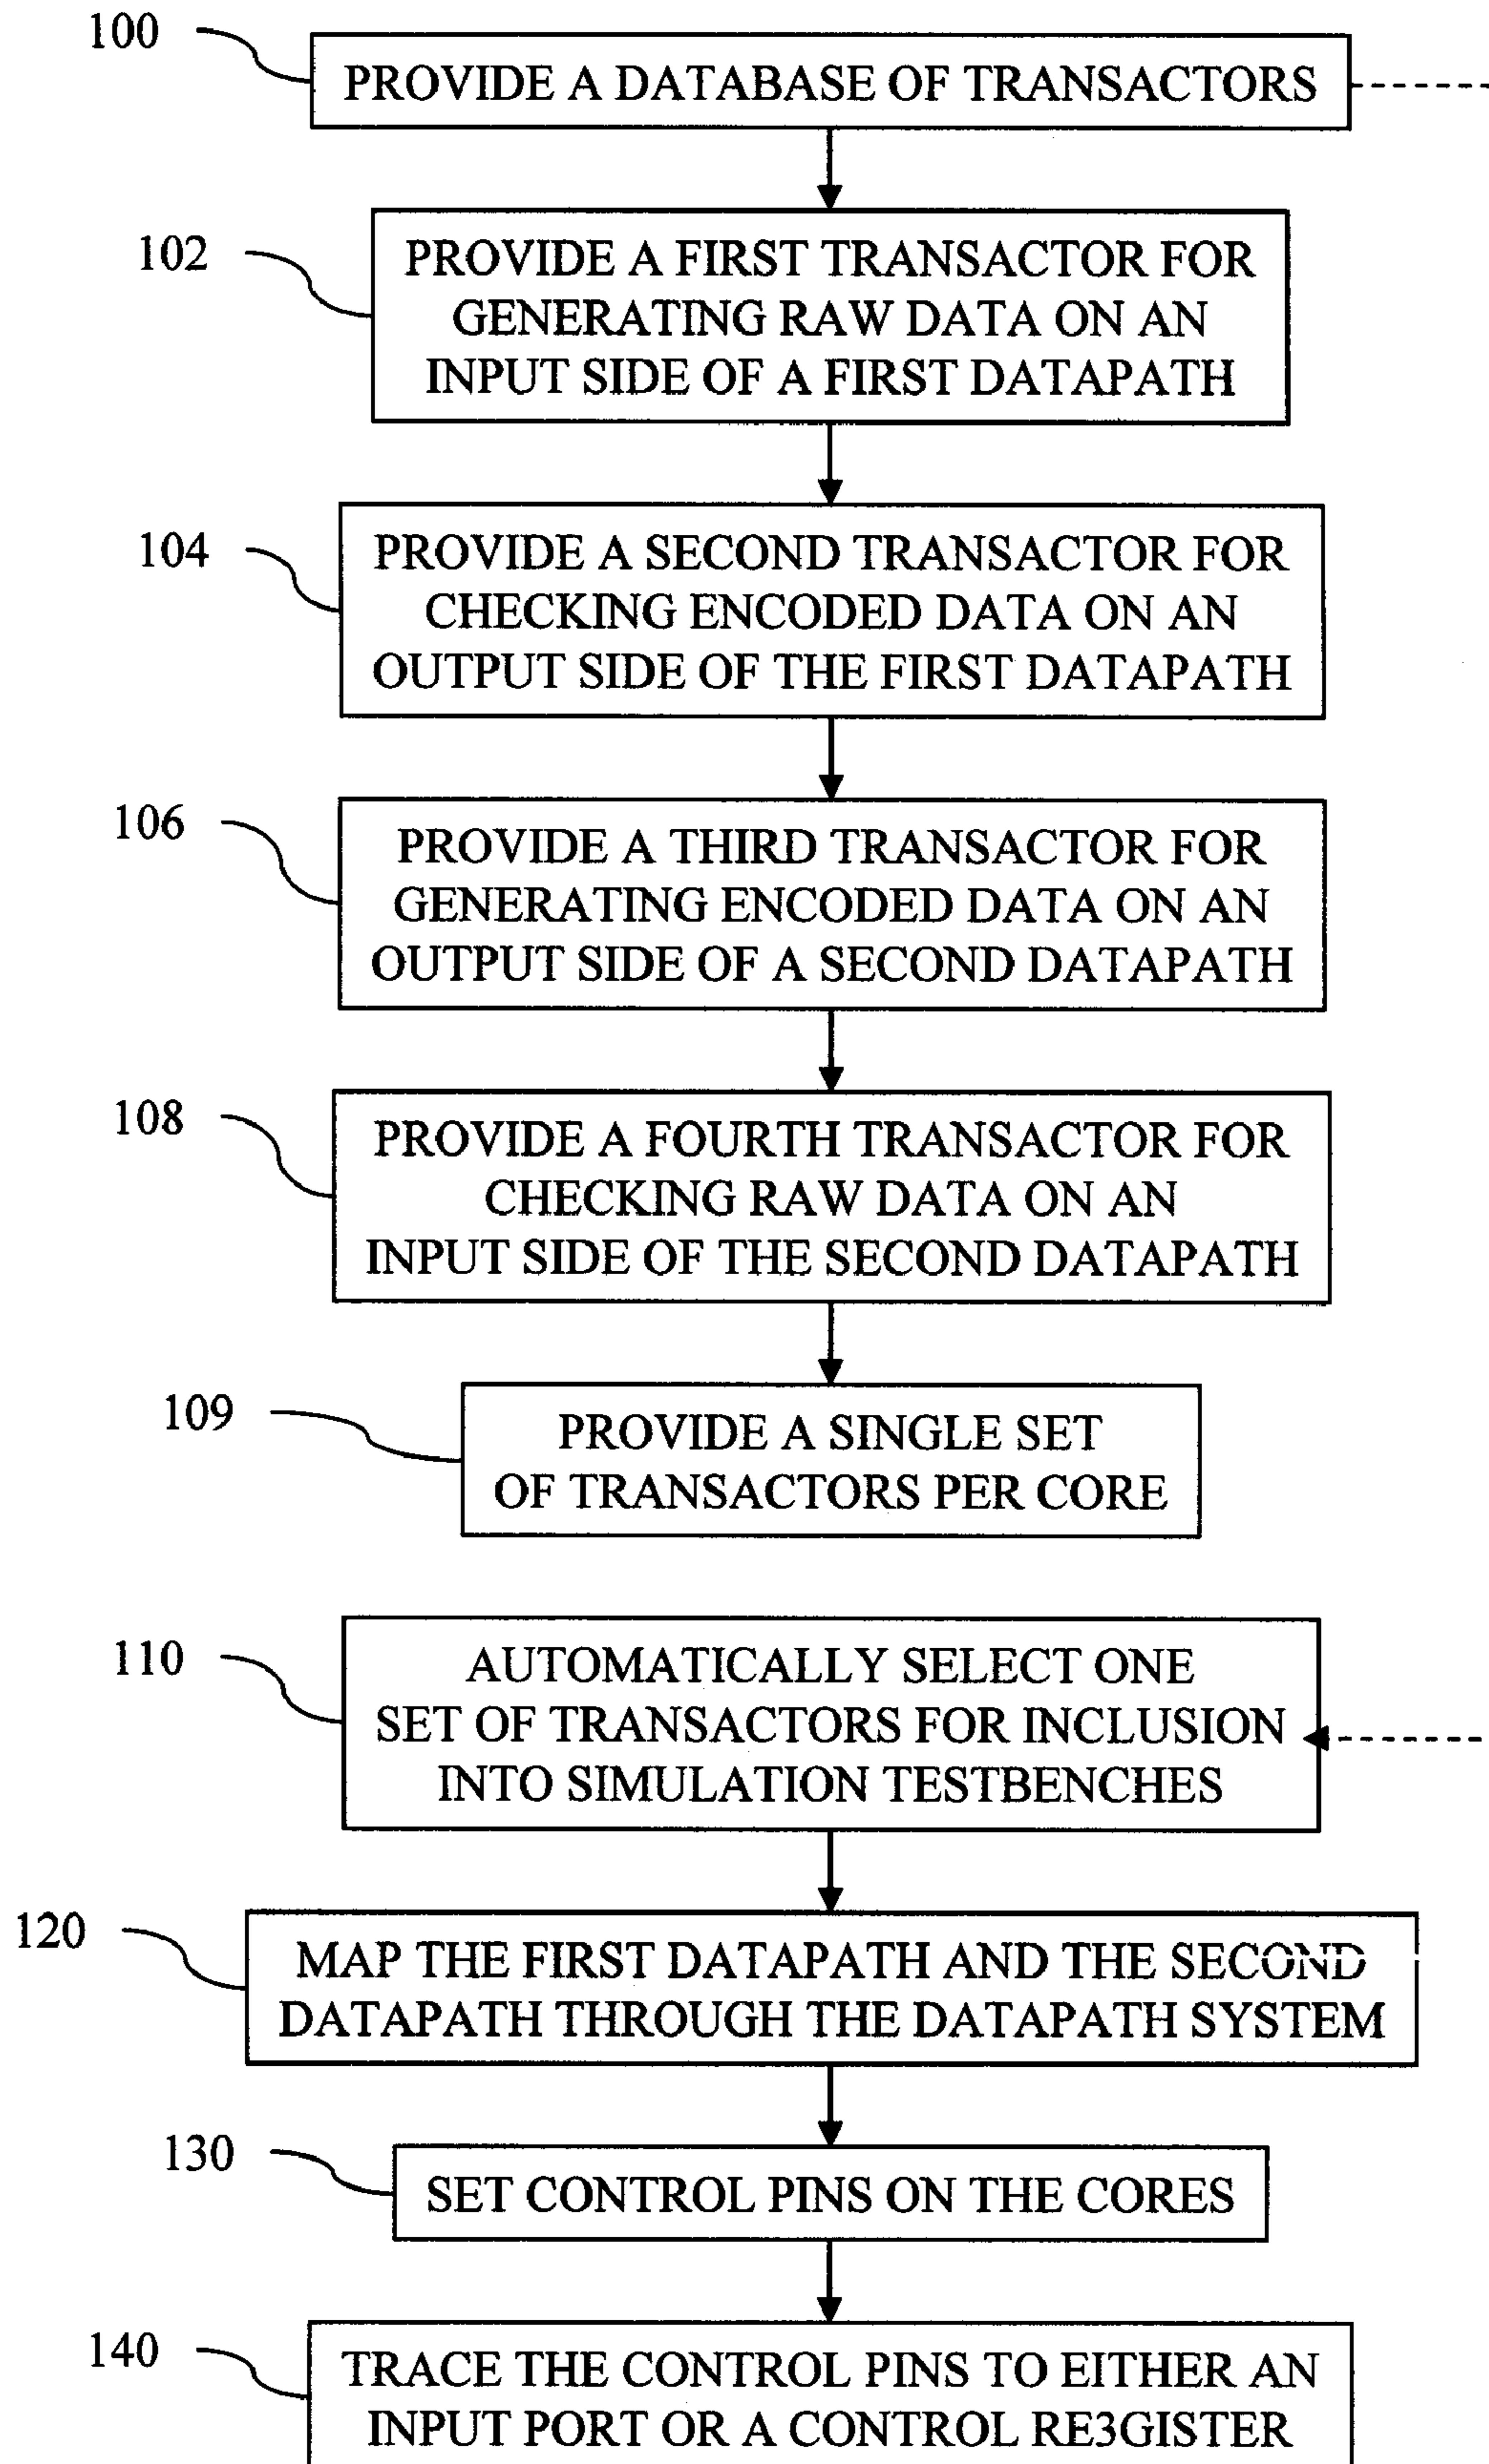 100
PROVIDE A DATABASE OF TRANSACTORS
102
PROVIDE A FIRST TRANSACTOR FOR
GENERATING RAW DATA ON AN
INPUT SIDE OF A FIRST DATAPATH
104
PROVIDE A SECOND TRANSACTOR FOR
CHECKING ENCODED DATA ON AN
OUTPUT SIDE OF THE FIRST DATAPATH
106
PROVIDE A THIRD TRANSACTOR FOR
GENERATING ENCODED DATA ON AN
OUTPUT SIDE OF A SECOND DATAPATH
108
PROVIDE A FOURTH TRANSACTOR FOR
CHECKING RAW DATA ON AN
INPUT SIDE OF THE SECOND DATAPATH
109
PROVIDE A SINGLE SET
OF TRANSACTORS PER CORE
110
AUTOMATICALLY SELECT ONE
SET OF TRANSACTORS FOR INCLUSION
INTO SIMULATION TESTBENCHES
120
MAP THE FIRST DATAPATH AND THE SECOND
DATAPATH THROUGH THE DATAPATH SYSTEM
130
SET CONTROL PINS ON THE CORES
140
TRACE THE CONTROL PINS TO EITHER AN
INPUT PORT OR A CONTROL RE3GISTER